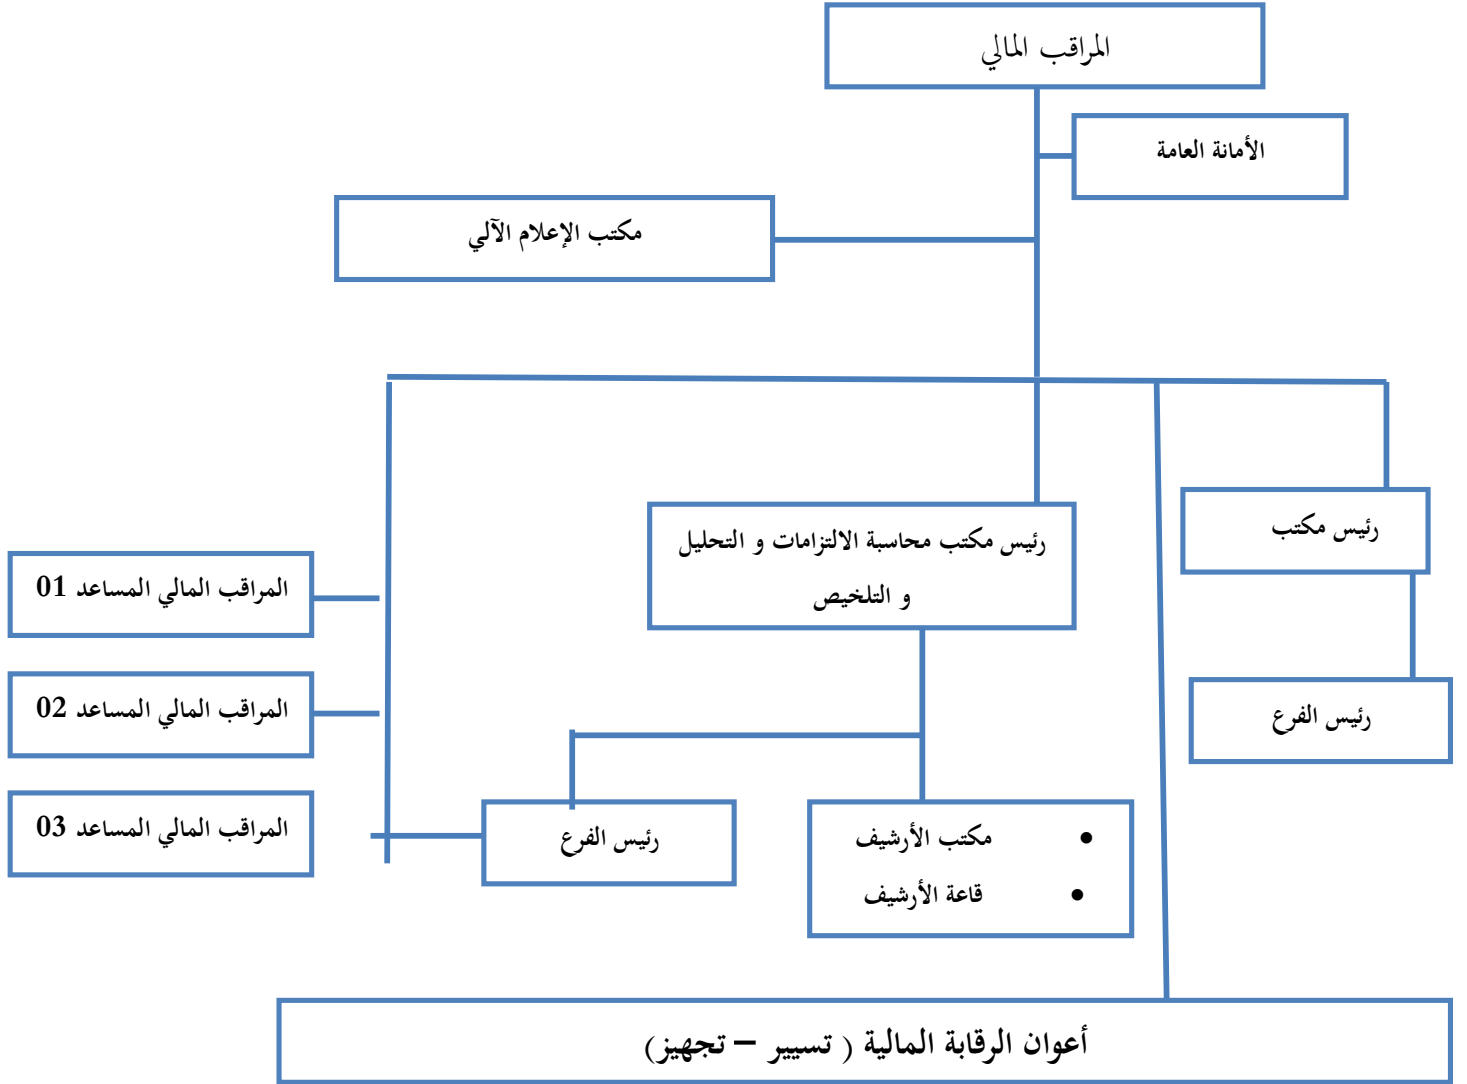 المراقب المالي
الأمانة العامة
مكتب الإعلام الآلي
رئيس مكتب
رئيس مكتب محاسبة الالتزامات و التحليل
و التلخيص
المراقب المالي المساعد 01
رئيس الفرع
المراقب المالي المساعد 02
• مكتب الأرشيف
• قاعة الأرشيف
رئيس الفرع
المراقب المالي المساعد 03
أعوان الرقابة المالية ( تسيير – تجهيز)